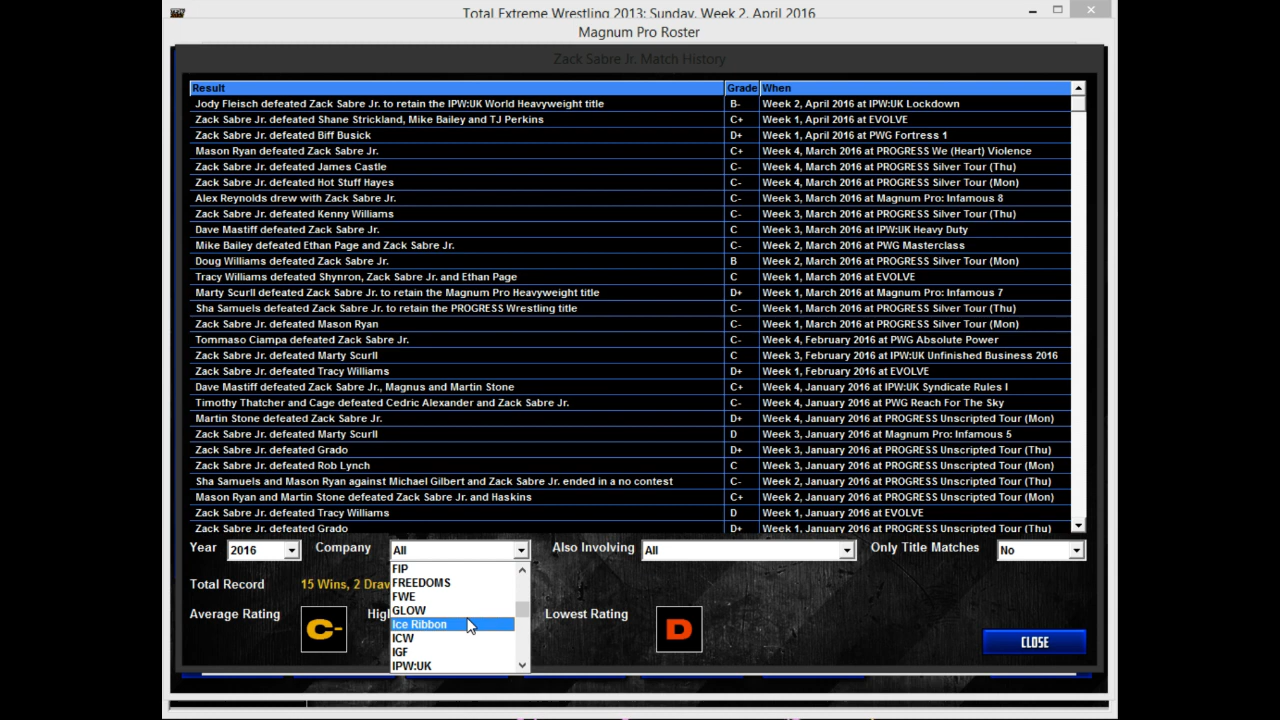 Total Extreme Wrestling 2013: Sunday, Week 2, April 2016
Magnum Pro Roster
Zack Sabre Jr. Match History
Result Grade When
Jody Fleisch defeated Zack Sabre Jr. to retain the IPW:UK World Heavyweight title B- Week 2, April 2016 at IPW:UK Lockdown
Zack Sabre Jr. defeated Shane Strickland, Mike Bailey and TJ Perkins C+ Week 1, April 2016 at EVOLVE
Zack Sabre Jr. defeated Biff Busick D+ Week 1, April 2016 at PWG Fortress 1
Mason Ryan defeated Zack Sabre Jr. C+ Week 4, March 2016 at PROGRESS We (Heart) Violence
Zack Sabre Jr. defeated James Castle C- Week 4, March 2016 at PROGRESS Silver Tour (Thu)
Zack Sabre Jr. defeated Hot Stuff Hayes C- Week 4, March 2016 at PROGRESS Silver Tour (Mon)
Alex Reynolds drew with Zack Sabre Jr. C- Week 3, March 2016 at Magnum Pro: Infamous 8
Zack Sabre Jr. defeated Kenny Williams C- Week 3, March 2016 at PROGRESS Silver Tour (Thu)
Dave Mastiff defeated Zack Sabre Jr. C Week 3, March 2016 at IPW:UK Heavy Duty
Mike Bailey defeated Ethan Page and Zack Sabre Jr. C- Week 2, March 2016 at PWG Masterclass
Doug Williams defeated Zack Sabre Jr. B Week 2, March 2016 at PROGRESS Silver Tour (Mon)
Tracy Williams defeated Shynron, Zack Sabre Jr. and Ethan Page C Week 1, March 2016 at EVOLVE
Marty Scurll defeated Zack Sabre Jr. to retain the Magnum Pro Heavyweight title D+ Week 1, March 2016 at Magnum Pro: Infamous 7
Sha Samuels defeated Zack Sabre Jr. to retain the PROGRESS Wrestling title C- Week 1, March 2016 at PROGRESS Silver Tour (Thu)
Zack Sabre Jr. defeated Mason Ryan C- Week 1, March 2016 at PROGRESS Silver Tour (Mon)
Tommaso Ciampa defeated Zack Sabre Jr. C- Week 4, February 2016 at PWG Absolute Power
Zack Sabre Jr. defeated Marty Scurll C Week 3, February 2016 at IPW:UK Unfinished Business 2016
Zack Sabre Jr. defeated Tracy Williams D+ Week 1, February 2016 at EVOLVE
Dave Mastiff defeated Zack Sabre Jr., Magnus and Martin Stone C+ Week 4, January 2016 at IPW:UK Syndicate Rules I
Timothy Thatcher and Cage defeated Cedric Alexander and Zack Sabre Jr. C- Week 4, January 2016 at PWG Reach For The Sky
Martin Stone defeated Zack Sabre Jr. D+ Week 4, January 2016 at PROGRESS Unscripted Tour (Mon)
Zack Sabre Jr. defeated Marty Scurll D Week 3, January 2016 at Magnum Pro: Infamous 5
Zack Sabre Jr. defeated Grado D+ Week 3, January 2016 at PROGRESS Unscripted Tour (Thu)
Zack Sabre Jr. defeated Rob Lynch C Week 3, January 2016 at PROGRESS Unscripted Tour (Mon)
Sha Samuels and Mason Ryan against Michael Gilbert and Zack Sabre Jr. ended in a no contest C- Week 2, January 2016 at PROGRESS Unscripted Tour (Thu)
Mason Ryan and Martin Stone defeated Zack Sabre Jr. and Haskins C+ Week 2, January 2016 at PROGRESS Unscripted Tour (Mon)
Zack Sabre Jr. defeated Tracy Williams D Week 1, January 2016 at EVOLVE
Zack Sabre Jr. defeated Grado D+ Week 1, January 2016 at PROGRESS Unscripted Tour (Thu)
Year 2016 Company All Also Involving All Only Title Matches No
FIP
Total Record 15 Wins, 2 Drav FREEDOMS
FWE
Average Rating C- High GLOW Lowest Rating D
Ice Ribbon
ICW
IGF
IPW:UK
CLOSE